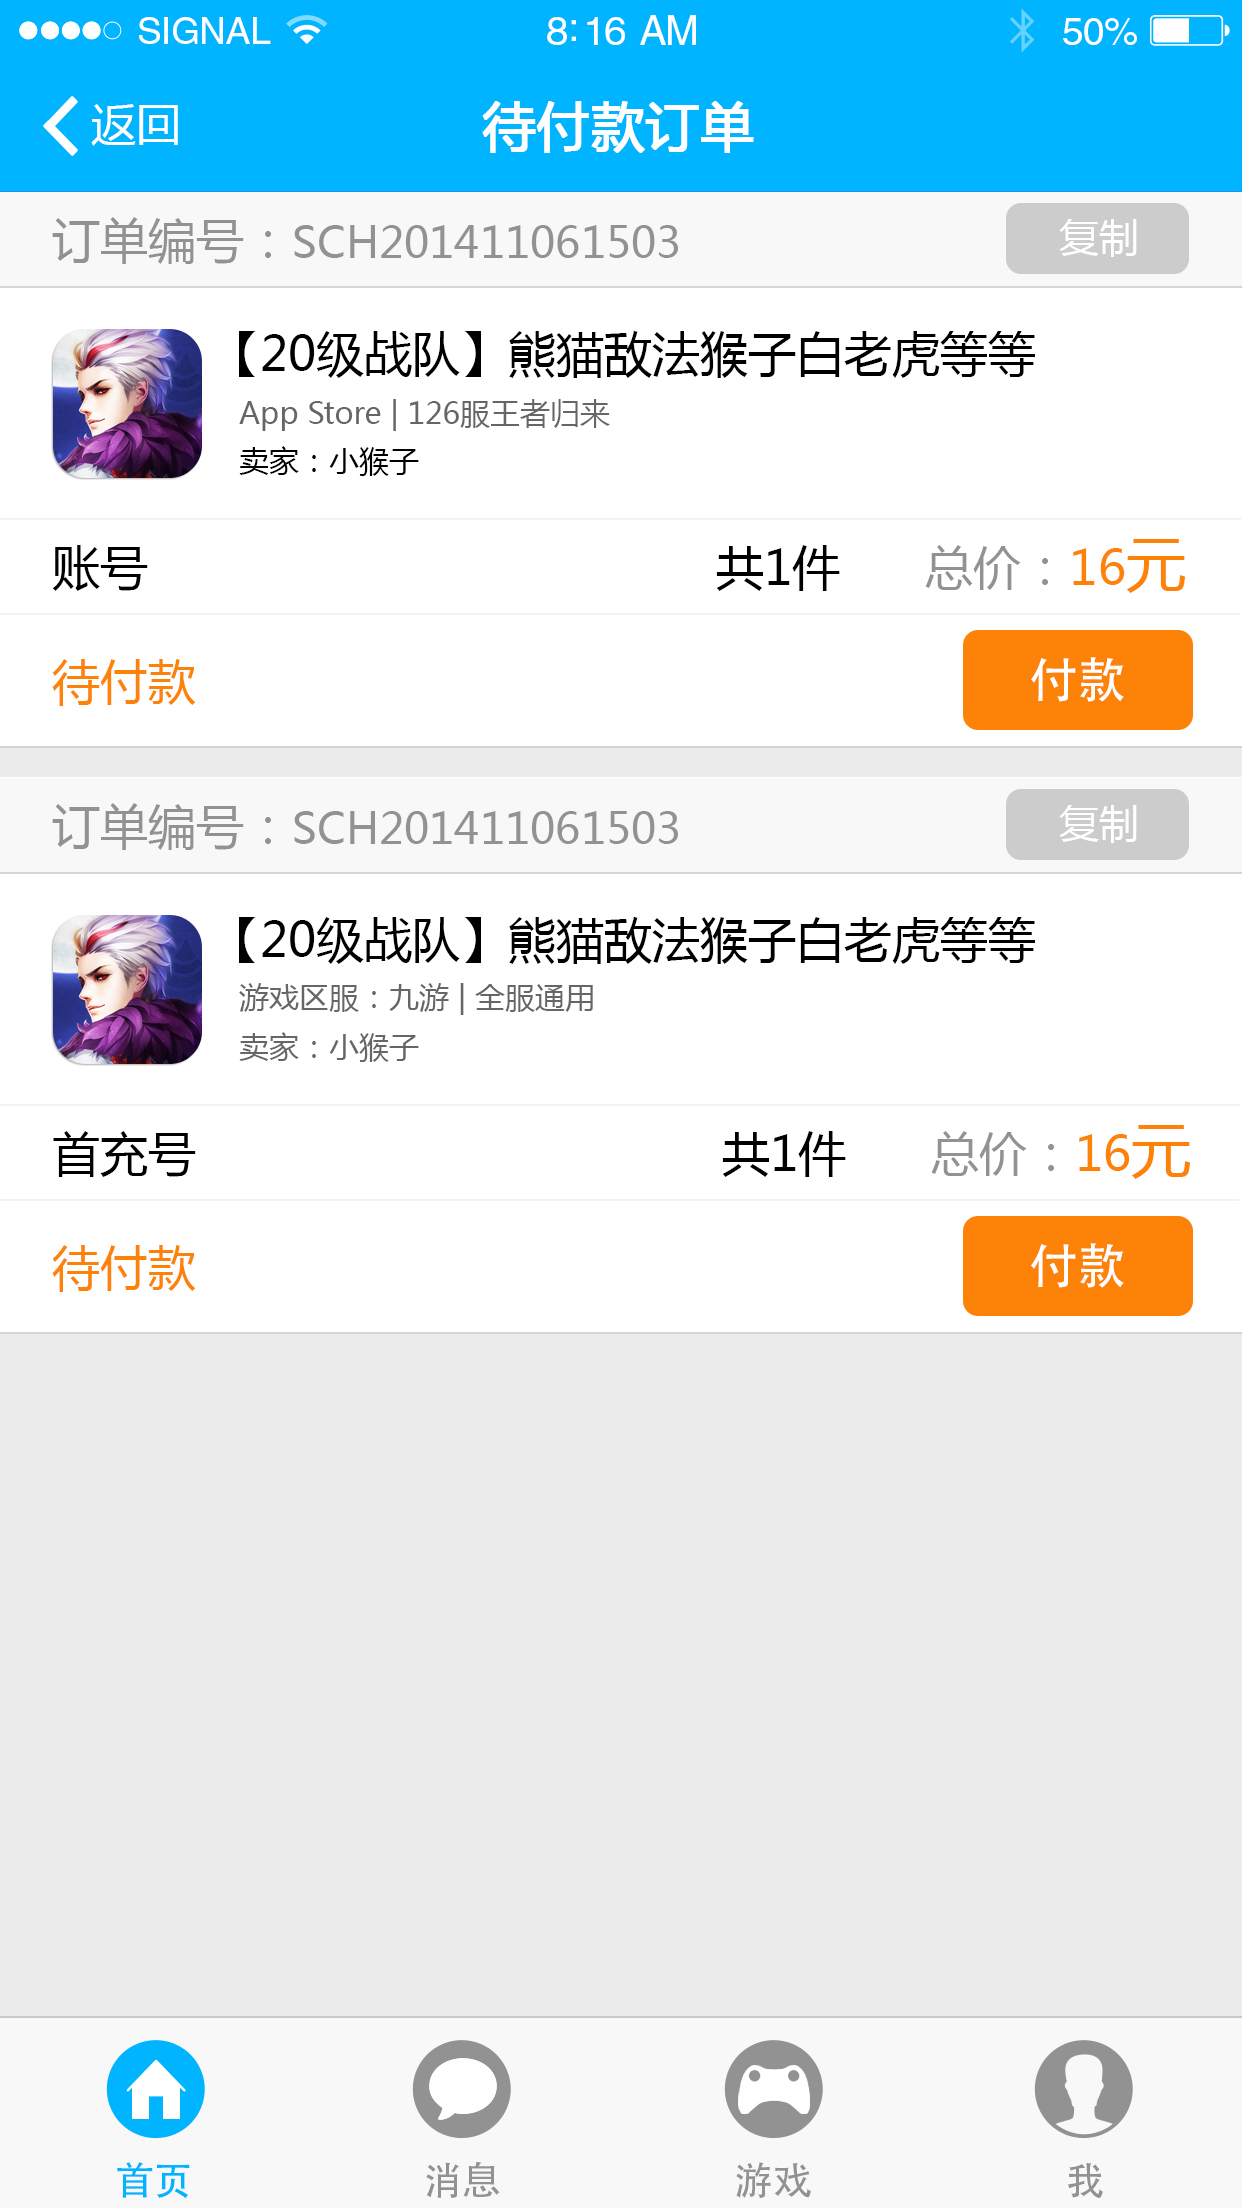 SIGNAL 8:16 AM 50%
返回 待付款订单
订单编号：SCH201411061503 复制
【20级战队】熊猫敌法猴子白老虎等等
App Store | 126服王者归来
卖家：小猴子
账号 共1件 总价：16元
待付款 付款
订单编号：SCH201411061503 复制
【20级战队】熊猫敌法猴子白老虎等等
游戏区服：九游 | 全服通用
卖家：小猴子
首充号 共1件 总价：16元
待付款 付款
首页 消息 游戏 我